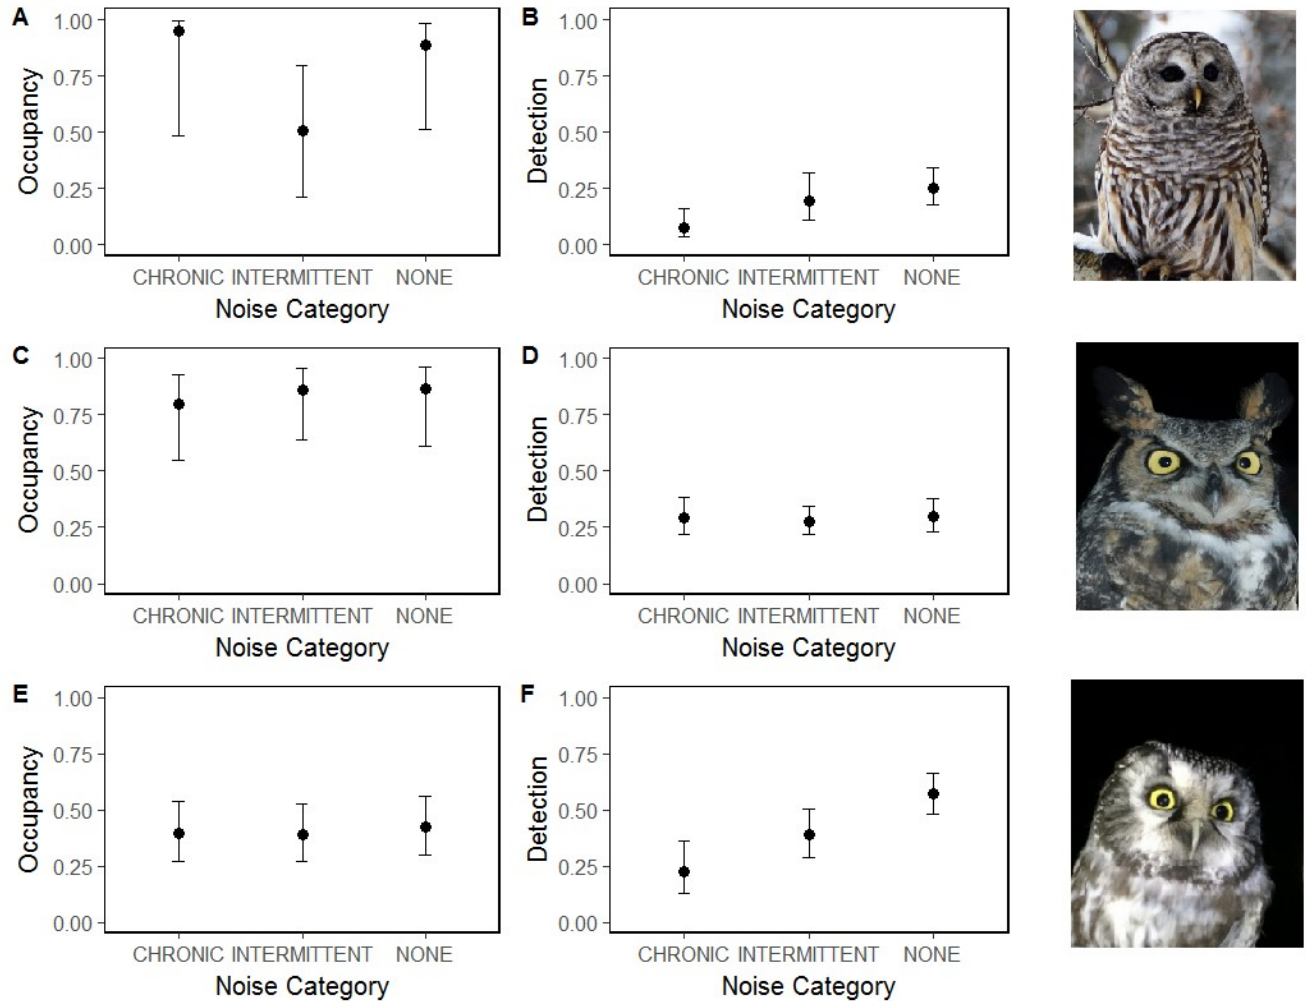 A
1.00
0.75
0.50
0.25
0.00
Occupancy
CHRONIC INTERMITTENT NONE
Noise Category
B
1.00
0.75
0.50
0.25
0.00
Detection
CHRONIC INTERMITTENT NONE
Noise Category
C
1.00
0.75
0.50
0.25
0.00
Occupancy
CHRONIC INTERMITTENT NONE
Noise Category
D
1.00
0.75
0.50
0.25
0.00
Detection
CHRONIC INTERMITTENT NONE
Noise Category
E
1.00
0.75
0.50
0.25
0.00
Occupancy
CHRONIC INTERMITTENT NONE
Noise Category
F
1.00
0.75
0.50
0.25
0.00
Detection
CHRONIC INTERMITTENT NONE
Noise Category